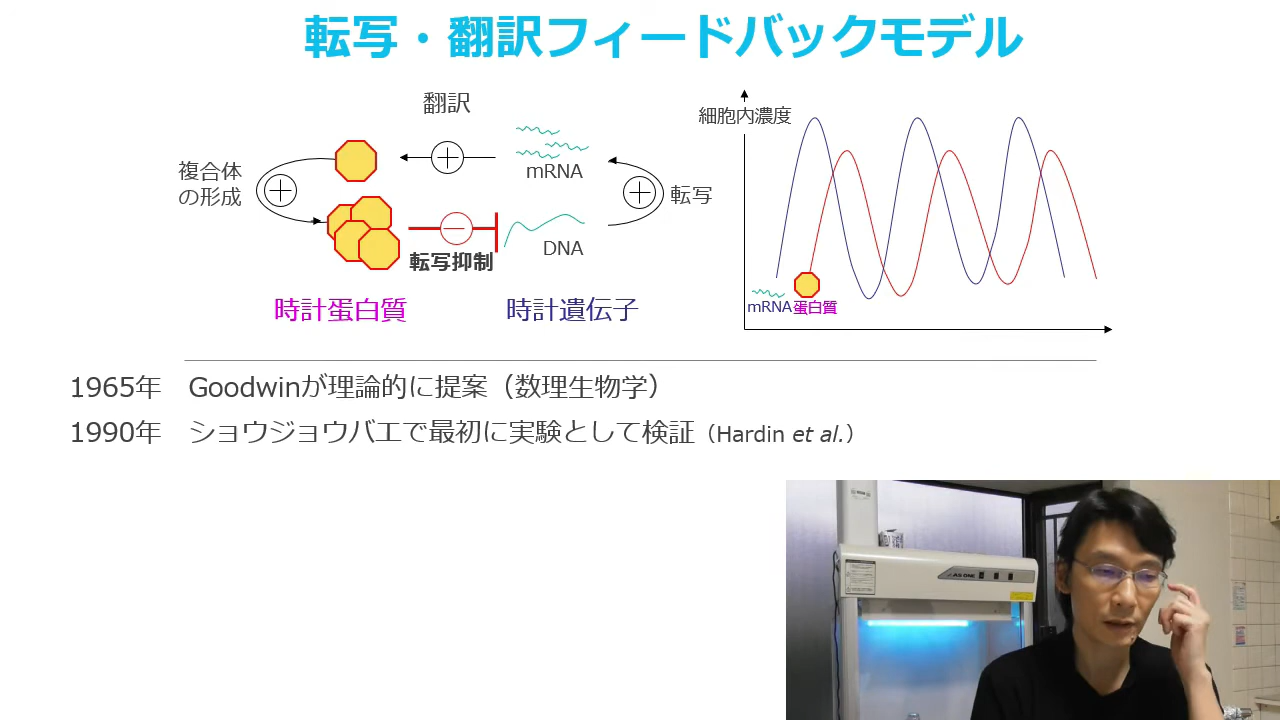 転写・翻訳フィードバックモデル
翻訳
細胞内濃度
複合体
の形成
mRNA
転写
DNA
転写抑制
時計蛋白質
時計遺伝子
mRNA
蛋白質
1965年 Goodwinが理論的に提案（数理生物学）
1990年 ショウジョウバエで最初に実験として検証（Hardin et al.）
AS ONE